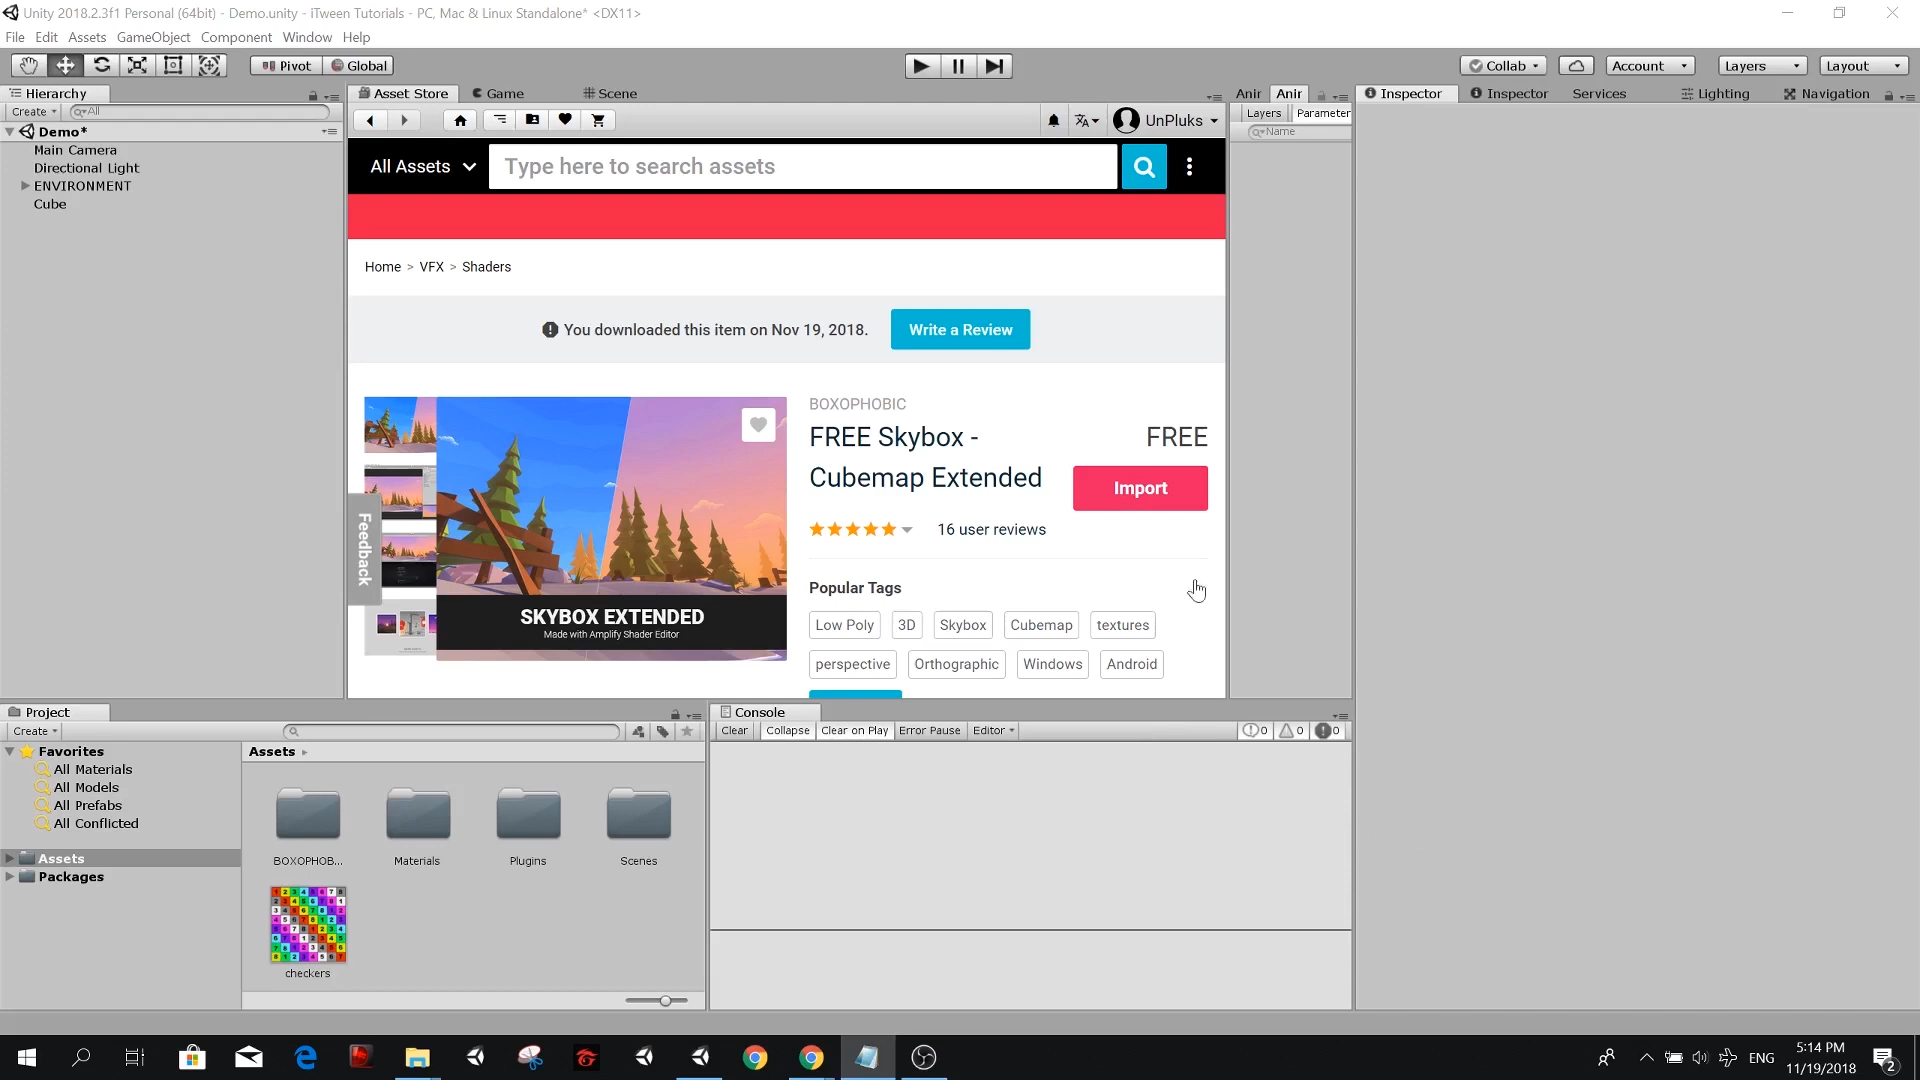 Unity 2018.2.3f1 Personal (64bit) - Demo.unity - iTween Tutorials - PC, Mac & Linux Standalone* <DX11>
File Edit Assets GameObject Component Window Help
Pivot Global Collab Account Layers Layout
Hierarchy Asset Store Game Scene Anir Anir Inspector Inspector Services Lighting Navigation
Create All Layers Parameter
UnPluks
Name
Demo*
Main Camera
Directional Light
ENVIRONMENT
Cube
All Assets Type here to search assets
Home > VFX > Shaders
You downloaded this item on Nov 19, 2018. Write a Review
BOXOPHOBIC
FREE Skybox - FREE
Cubemap Extended Import
16 user reviews
Feedback
SKYBOX EXTENDED
Made with Amplify Shader Editor
Popular Tags
Low Poly 3D Skybox Cubemap textures
perspective Orthographic Windows Android
Project Console
Create Clear Collapse Clear on Play Error Pause Editor 0 0 0
Favorites
All Materials
All Models
All Prefabs
All Conflicted
Assets
Packages
Assets
BOXOPHOB... Materials Plugins Scenes
checkers
ENG 5:14 PM
11/19/2018 2